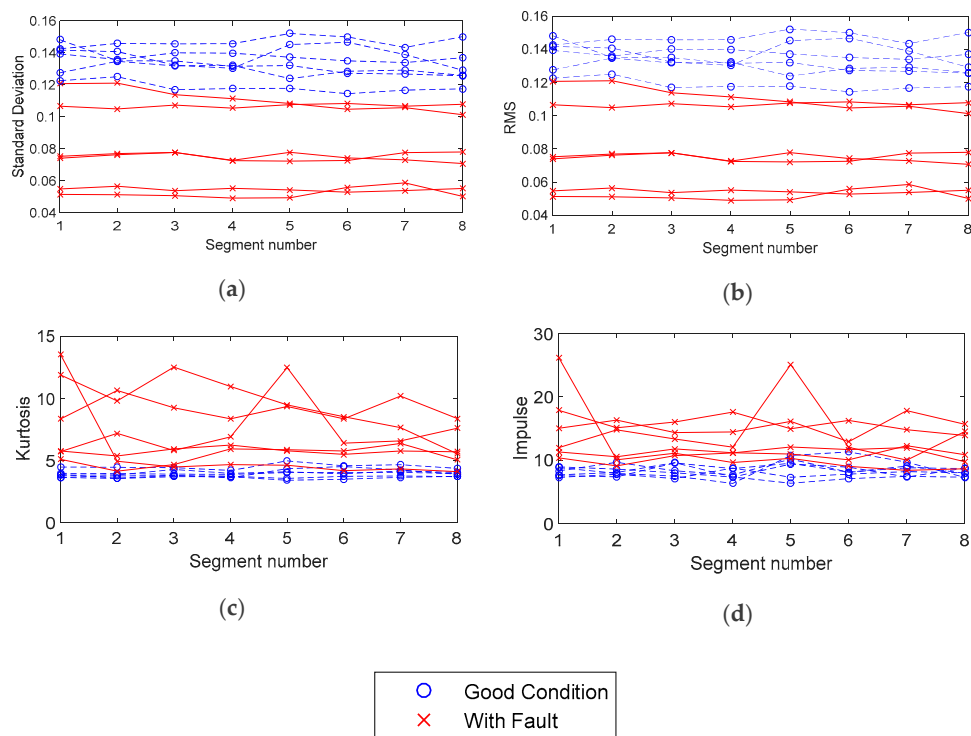 0.16
0.14
0.12
0.1
0.08
0.06
0.04
Standard Deviation
1 2 3 4 5 6 7 8
Segment number
(a)
0.16
0.14
0.12
0.1
0.08
0.06
0.04
RMS
1 2 3 4 5 6 7 8
Segment number
(b)
15
10
5
0
Kurtosis
1 2 3 4 5 6 7 8
Segment number
(c)
30
20
10
0
Impulse
1 2 3 4 5 6 7 8
Segment number
(d)
Good Condition
With Fault